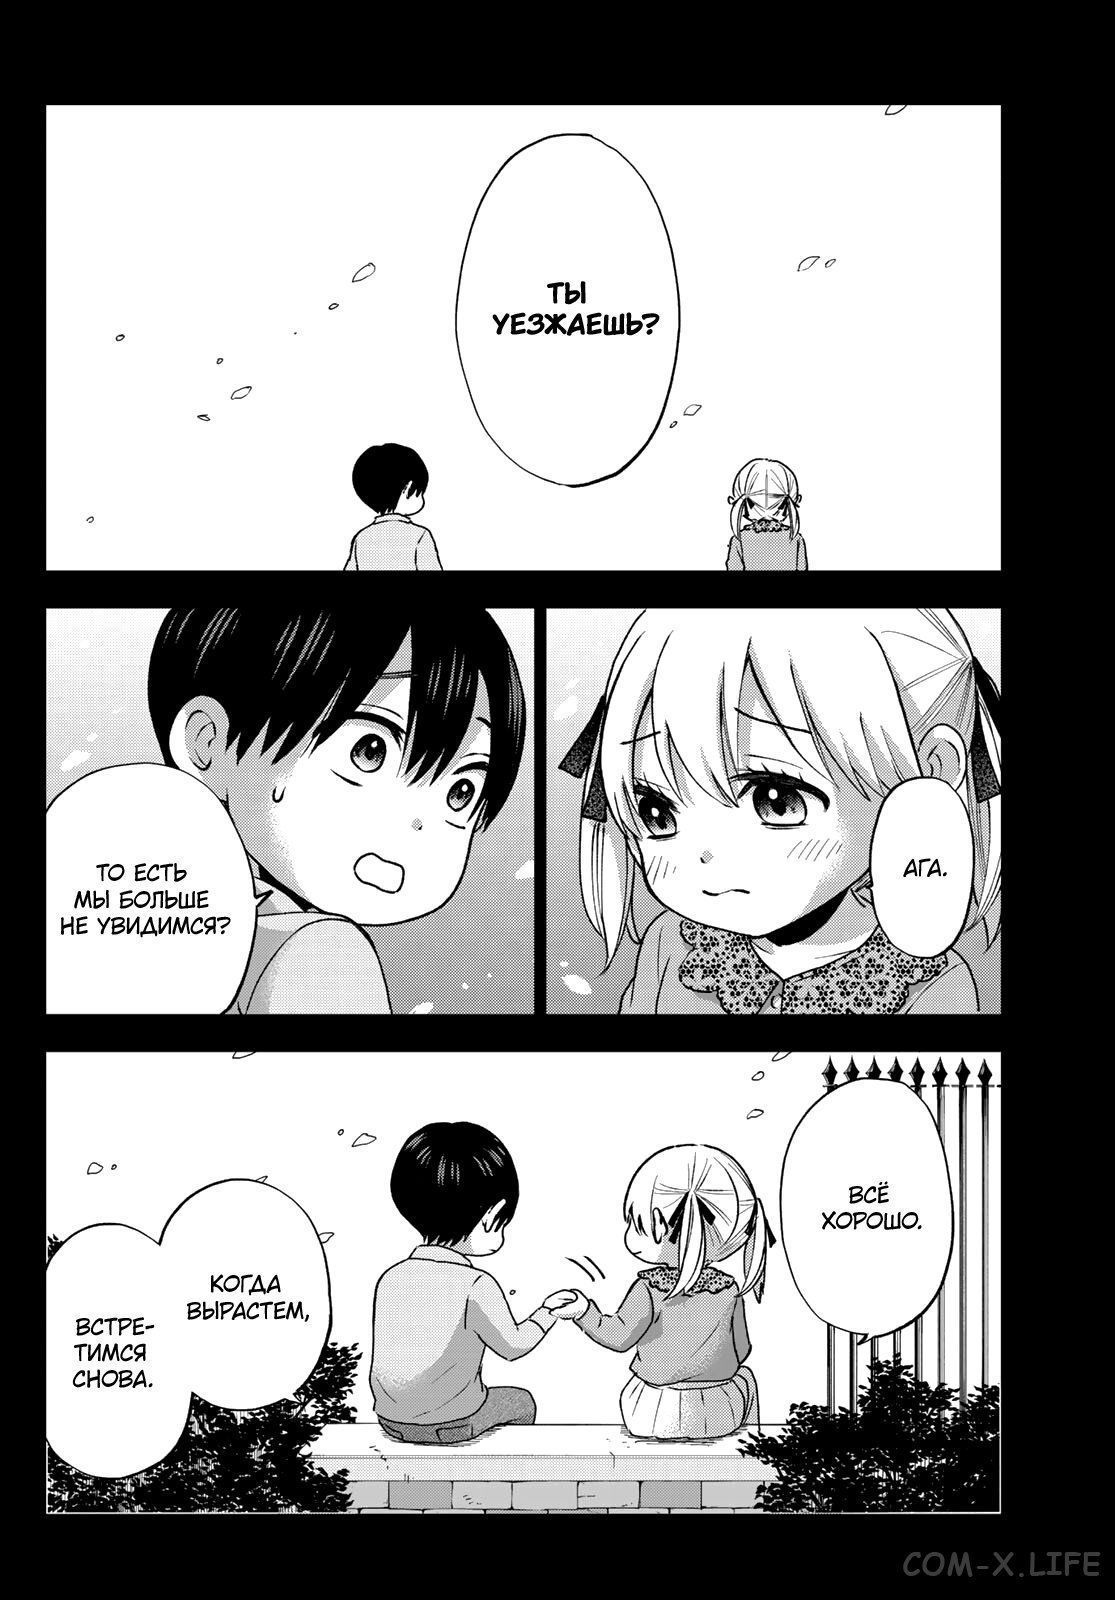 ТЫ
УЕЗЖАЕШЬ?
АГА.
ТО ЕСТЬ
МЫ БОЛЬШЕ
НЕ УВИДИМСЯ?
ВСЁ
ХОРОШО.
КОГДА
ВЫРАСТЕМ,
ВСТРЕ-
ТИМСЯ
СНОВА.
COM-X.LIFE